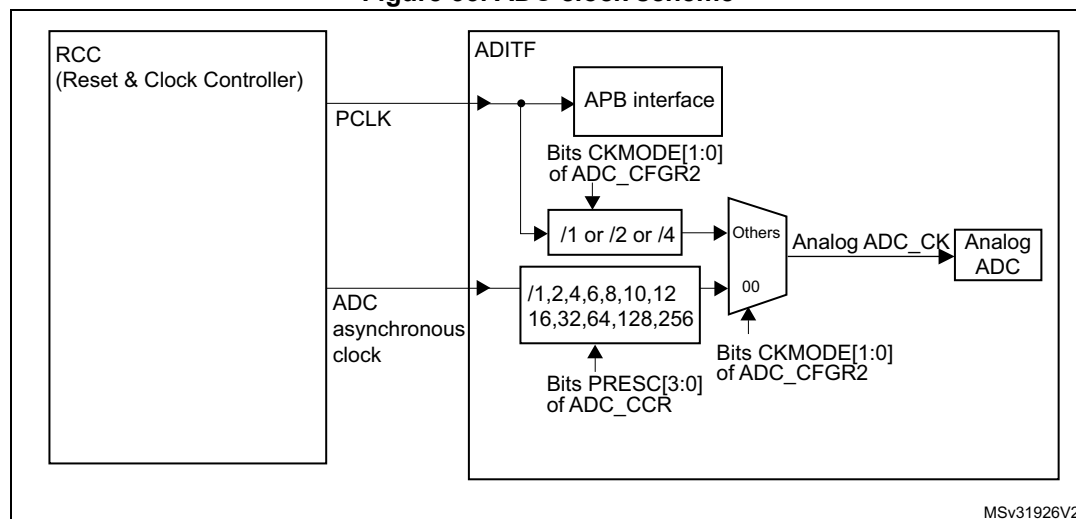 RCC
(Reset & Clock Controller)
ADITF
APB interface
PCLK
Bits CKMODE[1:0]
of ADC_CFGR2
/1 or /2 or /4
Others
Analog ADC_CK
Analog
ADC
/1,2,4,6,8,10,12
16,32,64,128,256
00
ADC
asynchronous
clock
Bits CKMODE[1:0]
of ADC_CFGR2
Bits PRESC[3:0]
of ADC_CCR
MSv31926V2